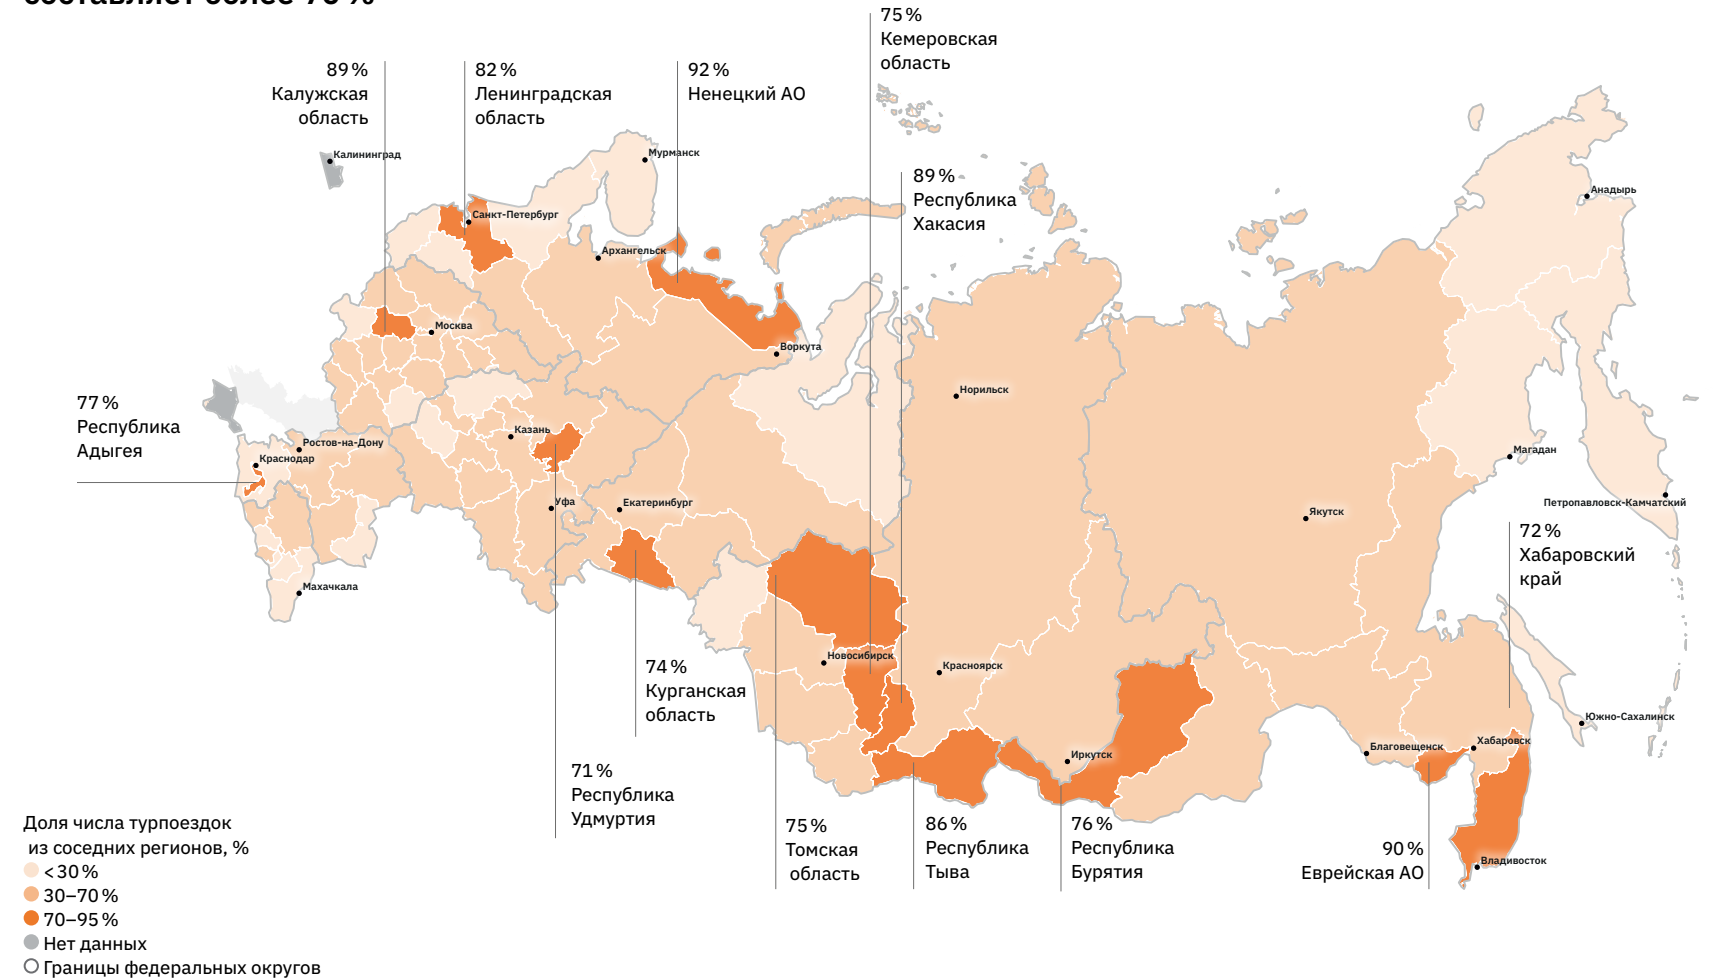 составляет более 70 %
75 %
Кемеровская
область
89 %
Калужская
область
82 %
Ленинградская
область
92 %
Ненецкий АО
Калининград
Мурманск
89 %
Республика
Хакасия
Анадырь
Санкт-Петербург
Архангельск
Москва
Воркута
Норильск
77 %
Республика
Адыгея
Казань
Ростов-на-Дону
Краснодар
Магадан
Уфа
Екатеринбург
Якутск
Петропавловск-Камчатский
72 %
Хабаровский
край
Махачкала
Новосибирск
Красноярск
74 %
Курганская
область
Южно-Сахалинск
Хабаровск
Благовещенск
Иркутск
71 %
Республика
Удмуртия
75 %
Томская
область
86 %
Республика
Тыва
76 %
Республика
Бурятия
90 %
Еврейская АО
Владивосток
Доля числа турпоездок
из соседних регионов, %
< 30 %
30–70 %
70–95 %
Нет данных
Границы федеральных округов